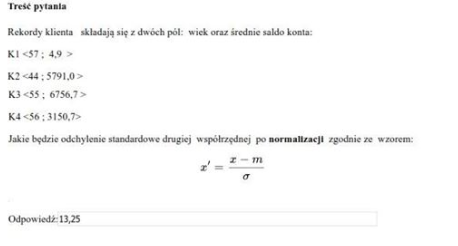 Treść pytania
Rekordy klienta składają się z dwóch pól: wiek oraz średnie saldo konta:
K1 <57 ; 4,9 >
K2 <44 ; 5791,0 >
K3 <55 ; 6756,7 >
K4 <56 ; 3150,7>
Jakie będzie odchylenie standardowe drugiej współrzędnej po normalizacji zgodnie ze wzorem:
x' = (x − m) / σ
Odpowiedź: 13,25